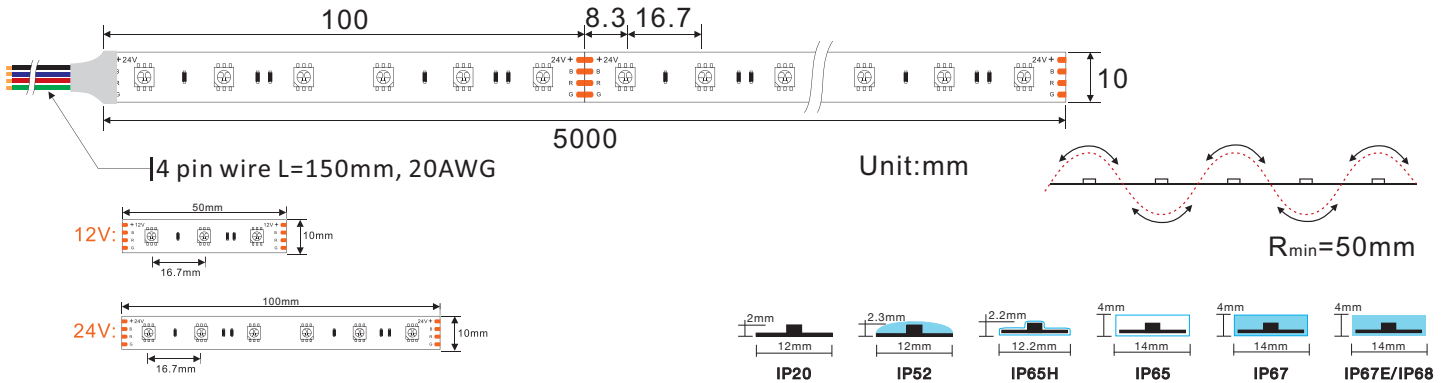 100
8.3 16.7
+24V
B
R
G
24V+
B
R
G
+24V
B
R
G
24V+
B
R
G
10
5000
4 pin wire L=150mm, 20AWG
Unit:mm
Rmin=50mm
50mm
12V:
+12V
12V+
R
R
G
G
10mm
16.7mm
100mm
24V:
+24V
24V+
B
B
R
R
G
G
10mm
16.7mm
2mm
12mm
IP20
2.3mm
12mm
IP52
2.2mm
12.2mm
IP65H
4mm
14mm
IP65
4mm
14mm
IP67
4mm
14mm
IP67E/IP68